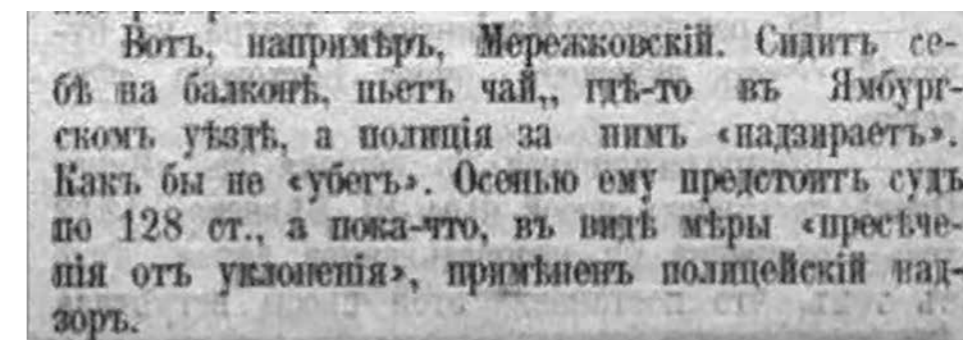 Вотъ, напримѣръ, Мережковскій. Сидитъ се-
бѣ на балконѣ, пьетъ чай,, гдѣ-то въ Ямбург-
скомъ уѣздѣ, а полиція за нимъ «надзираетъ».
Какъ бы не «убегъ». Осенью ему предстоитъ судъ
по 128 ст., а пока-что, въ видѣ мѣры «пресѣче-
нія отъ уклоненія», примѣненъ полицейскій над-
зоръ.